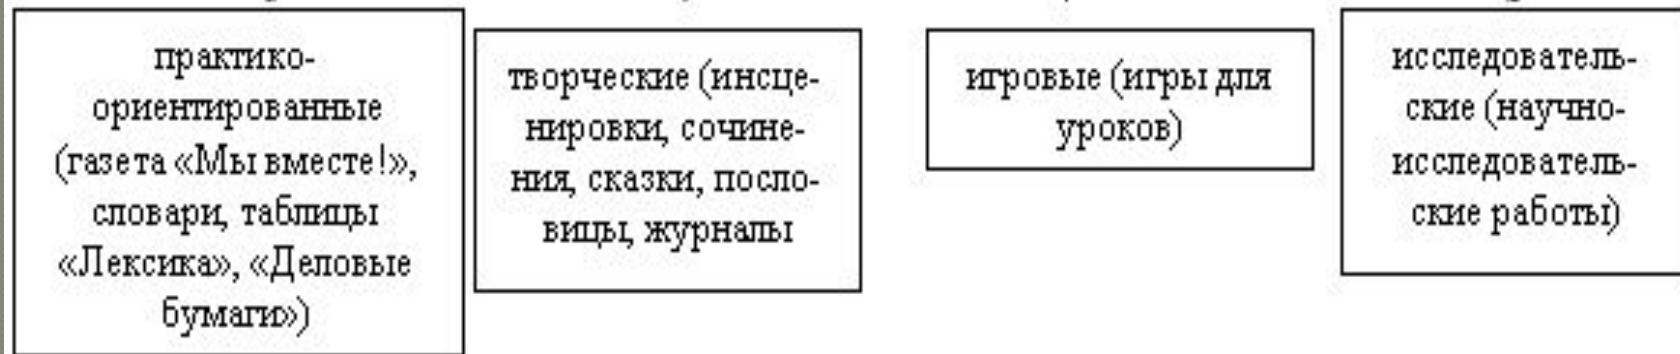 практико-
ориентированные
(газета «Мы вместе!»,
словари, таблицы
«Лексика», «Деловые
бумаги»)
творческие (инсце-
нировки, сочине-
ния, сказки, посло-
вицы, журналы
игровые (игры для
уроков)
исследователь-
ские (научно-
исследователь-
ские работы)